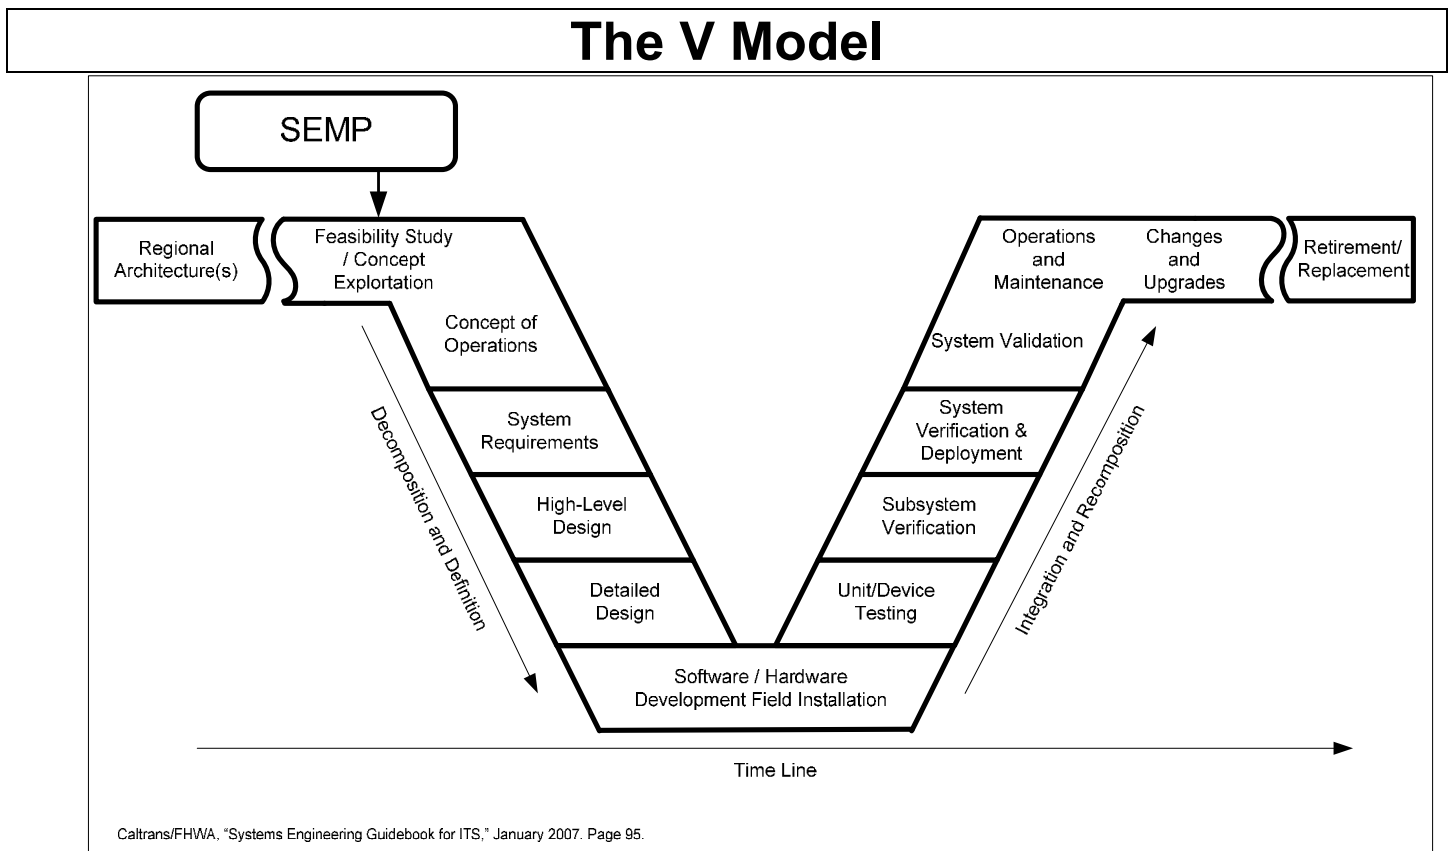 The V Model
SEMP
Regional
Architecture(s)
Feasibility Study
/ Concept
Explortation
Concept of
Operations
System
Requirements
High-Level
Design
Detailed
Design
Software / Hardware
Development Field Installation
Unit/Device
Testing
Subsystem
Verification
System
Verification &
Deployment
System Validation
Operations
and
Maintenance
Changes
and
Upgrades
Retirement/
Replacement
Decomposition and Definition
Integration and Recomposition
Time Line
Caltrans/FHWA, “Systems Engineering Guidebook for ITS,” January 2007. Page 95.